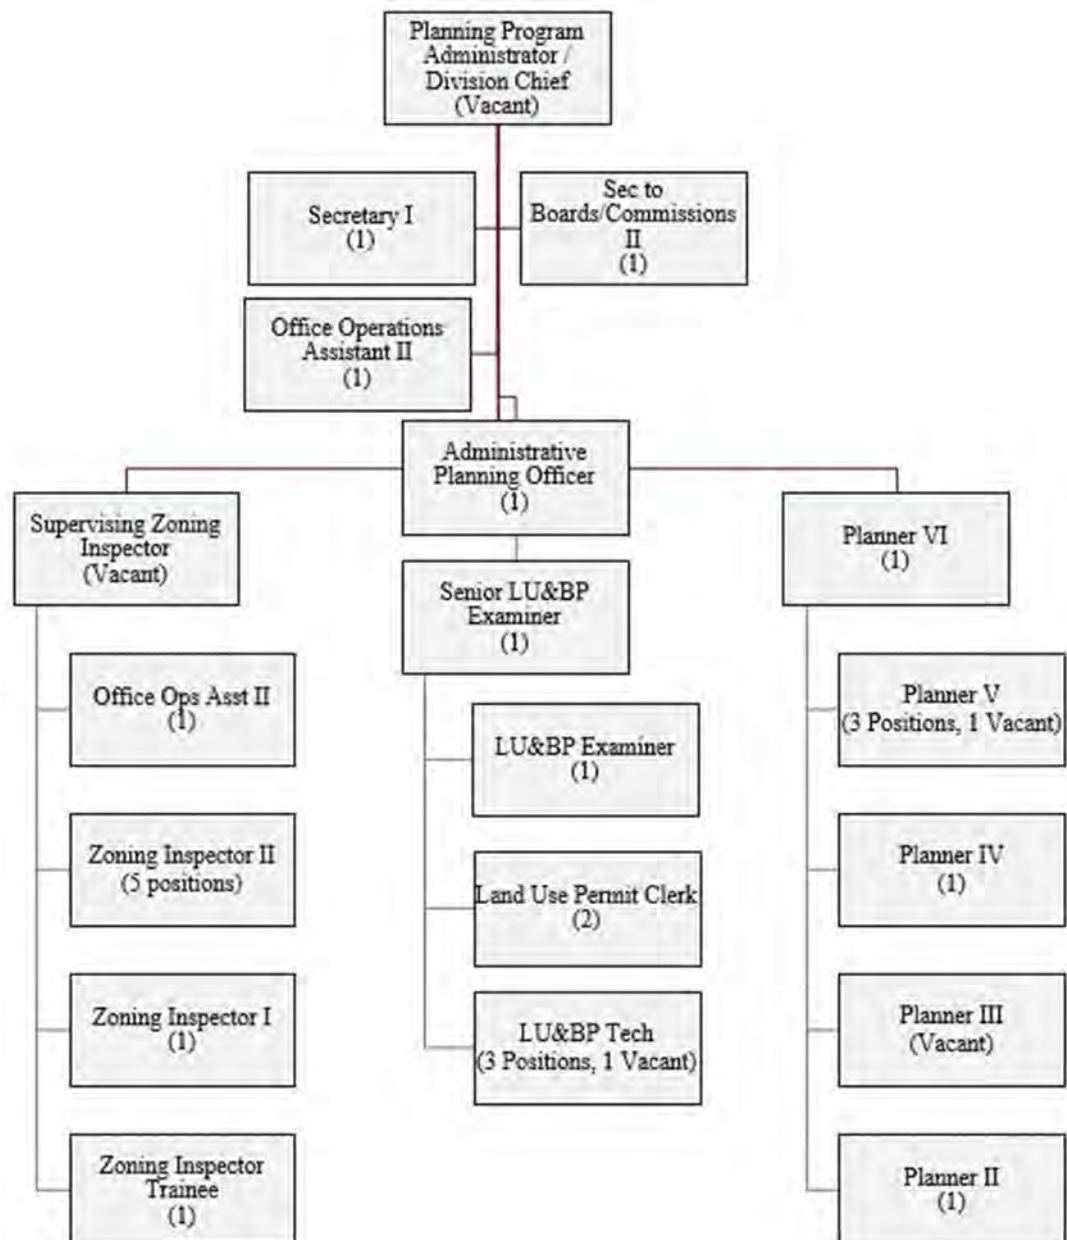 Planning Program
Administrator /
Division Chief
(Vacant)
Secretary I
(1)
Sec to
Boards/Commissions
II
(1)
Office Operations
Assistant II
(1)
Administrative
Planning Officer
(1)
Supervising Zoning
Inspector
(Vacant)
Office Ops Asst II
(1)
Zoning Inspector II
(5 positions)
Zoning Inspector I
(1)
Zoning Inspector
Trainee
(1)
Senior LU&BP
Examiner
(1)
LU&BP Examiner
(1)
Land Use Permit Clerk
(2)
LU&BP Tech
(3 Positions, 1 Vacant)
Planner VI
(1)
Planner V
(3 Positions, 1 Vacant)
Planner IV
(1)
Planner III
(Vacant)
Planner II
(1)